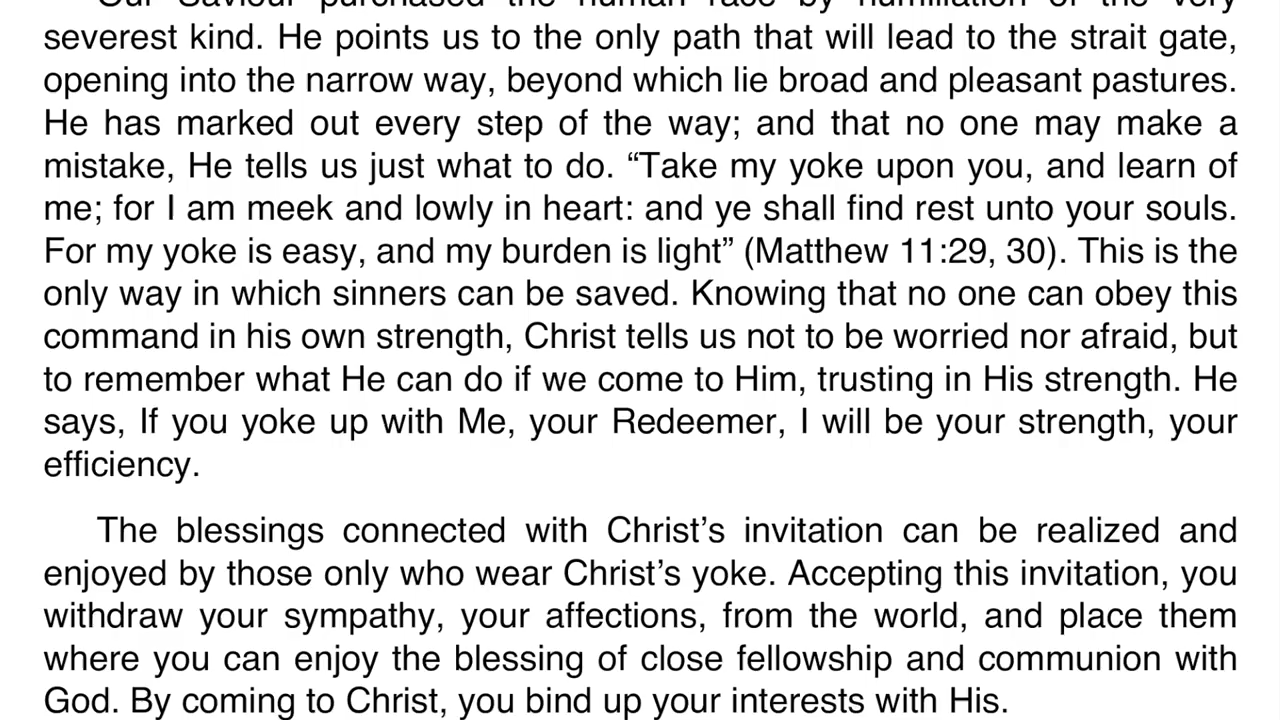 Our Saviour purchased the human race by humiliation of the very
severest kind. He points us to the only path that will lead to the strait gate,
opening into the narrow way, beyond which lie broad and pleasant pastures.
He has marked out every step of the way; and that no one may make a
mistake, He tells us just what to do. “Take my yoke upon you, and learn of
me; for I am meek and lowly in heart: and ye shall find rest unto your souls.
For my yoke is easy, and my burden is light” (Matthew 11:29, 30). This is the
only way in which sinners can be saved. Knowing that no one can obey this
command in his own strength, Christ tells us not to be worried nor afraid, but
to remember what He can do if we come to Him, trusting in His strength. He
says, If you yoke up with Me, your Redeemer, I will be your strength, your
efficiency.
The blessings connected with Christ’s invitation can be realized and
enjoyed by those only who wear Christ’s yoke. Accepting this invitation, you
withdraw your sympathy, your affections, from the world, and place them
where you can enjoy the blessing of close fellowship and communion with
God. By coming to Christ, you bind up your interests with His.